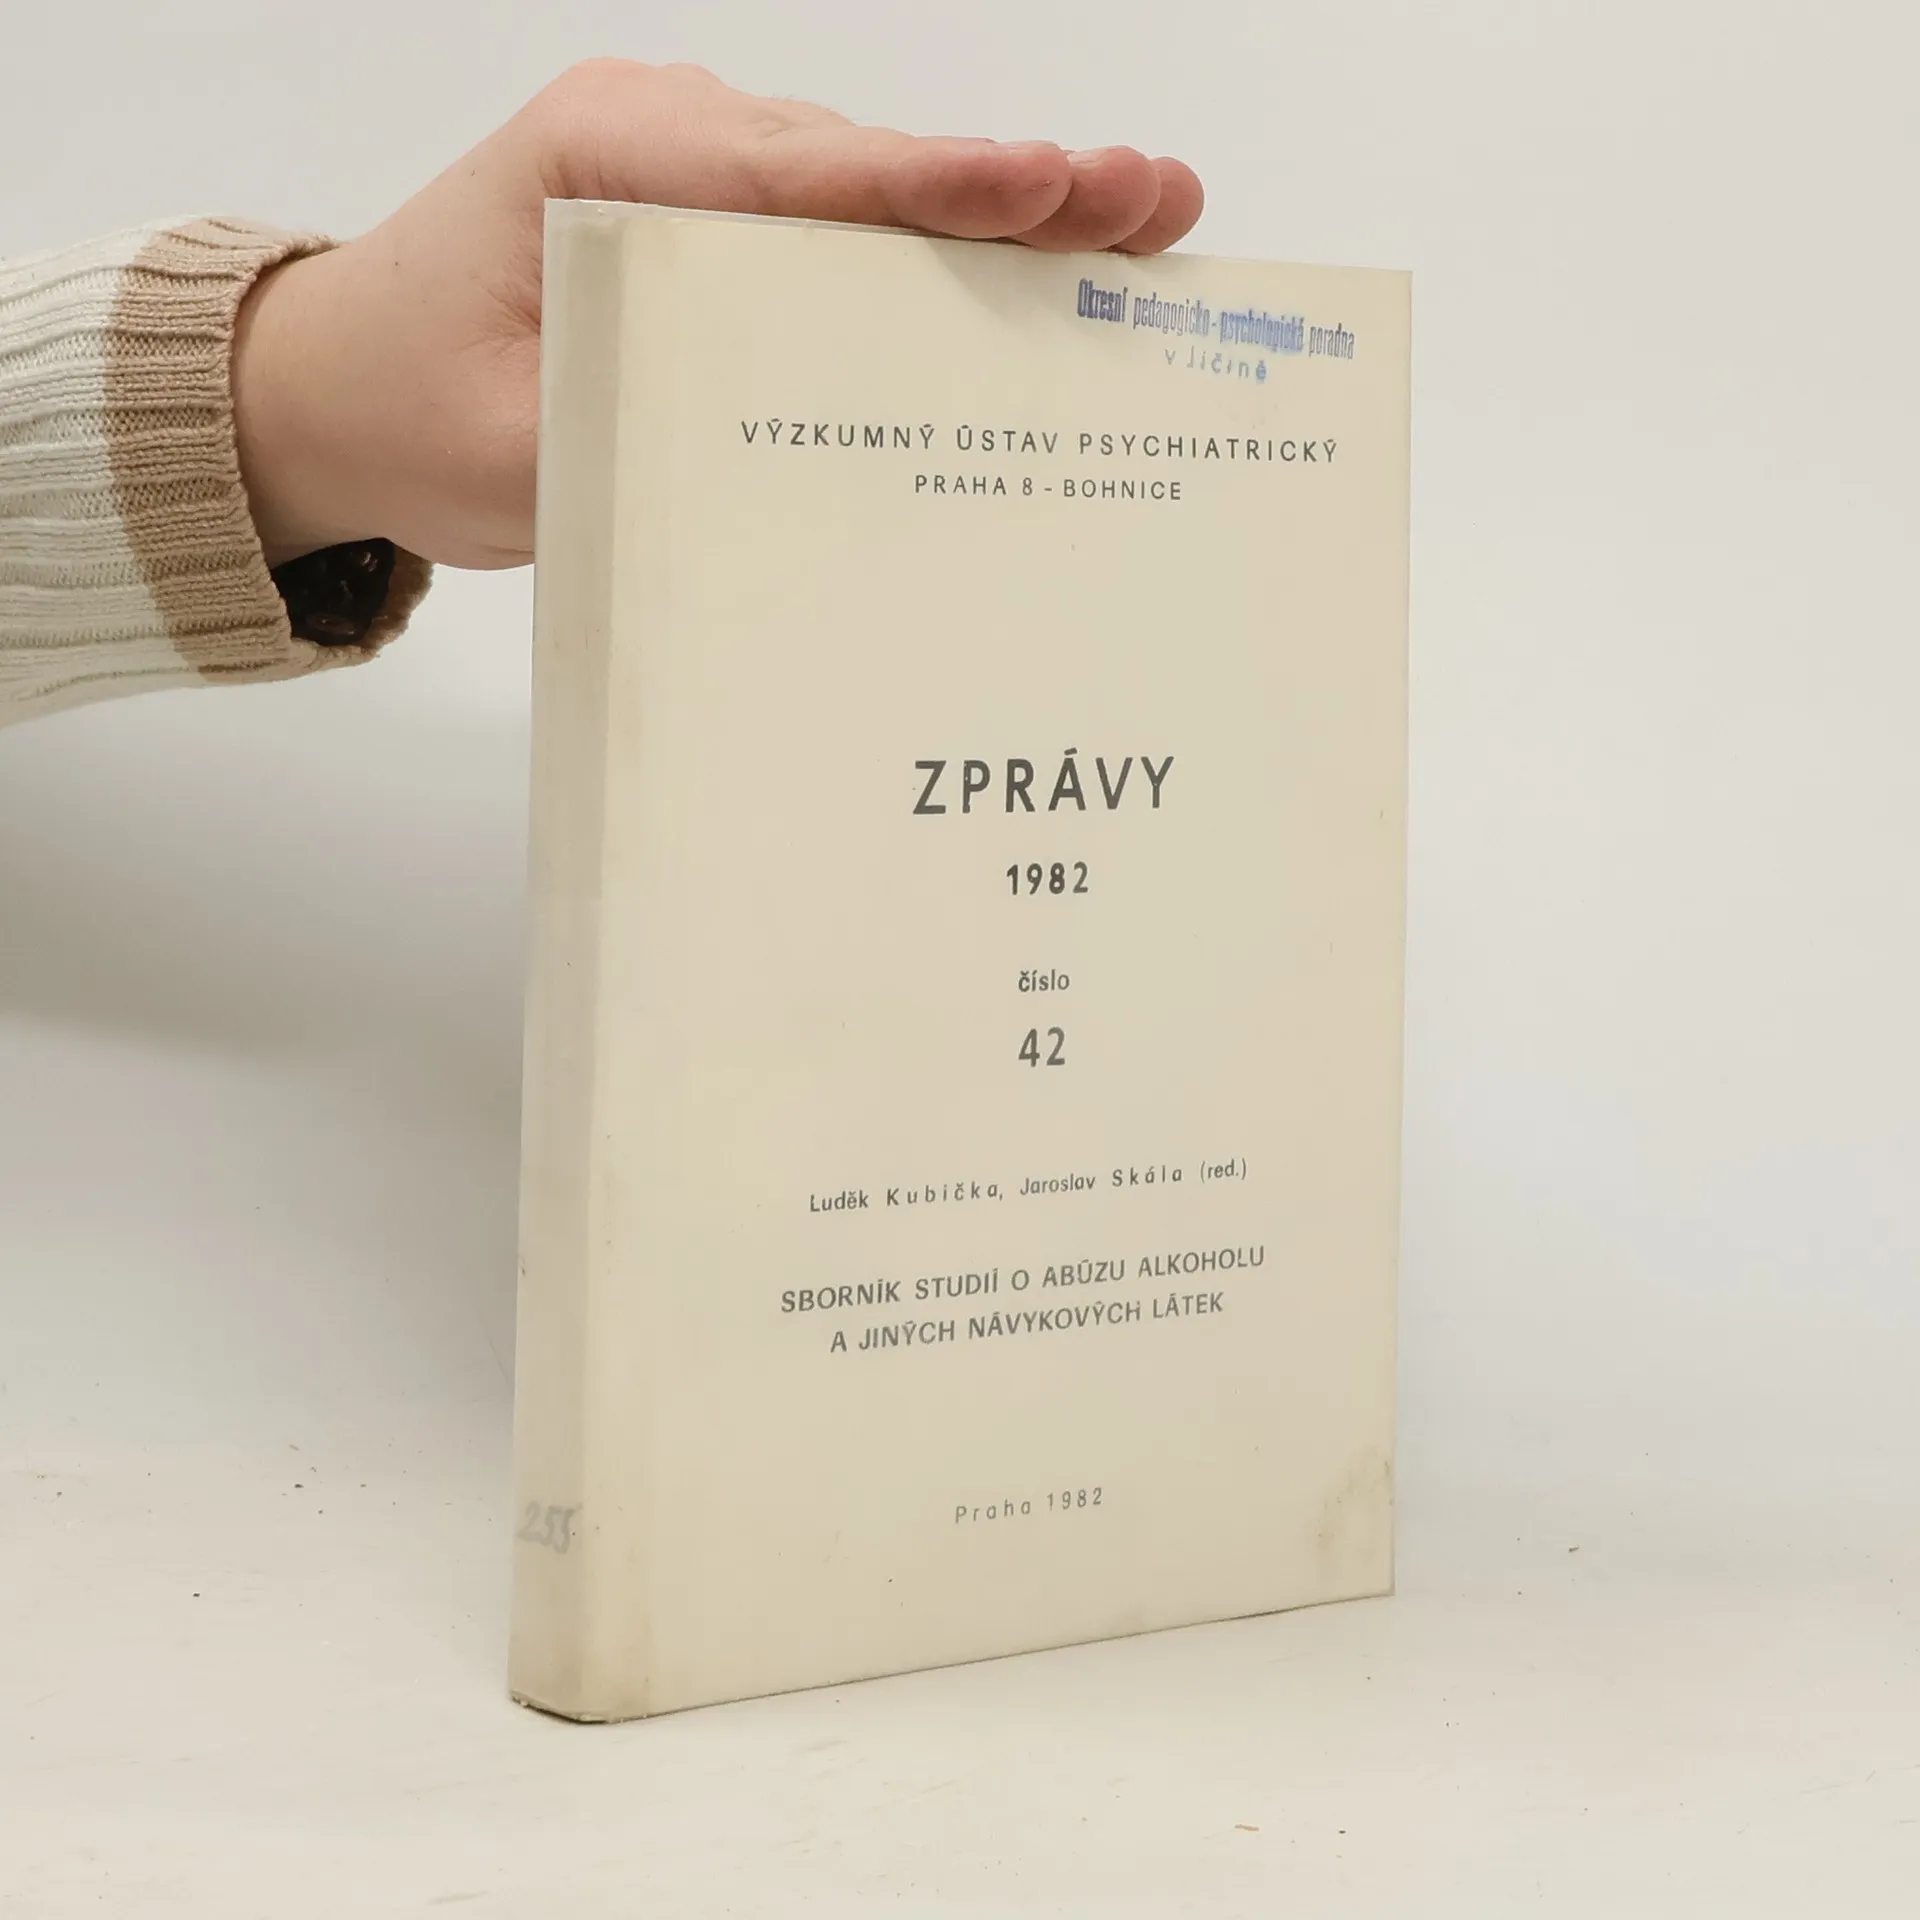 Okresní pedagogicko-psychologická poradna
v Jičíně
VÝZKUMNÝ ÚSTAV PSYCHIATRICKÝ
PRAHA 8 - BOHNICE
ZPRÁVY
1982
číslo
42
Luděk Kubička, Jaroslav Skála (red.)
SBORNÍK STUDIÍ O ABÚZU ALKOHOLU
A JINÝCH NÁVYKOVÝCH LÁTEK
Praha 1982
255